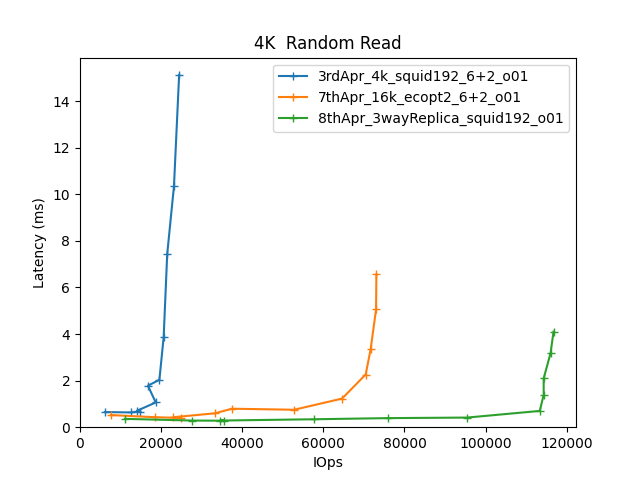 4K  Random Read
3rdApr_4k_squid192_6+2_o01
7thApr_16k_ecopt2_6+2_o01
8thApr_3wayReplica_squid192_o01
Latency (ms)
14
12
10
8
6
4
2
0
0 20000 40000 60000 80000 100000 120000
IOps